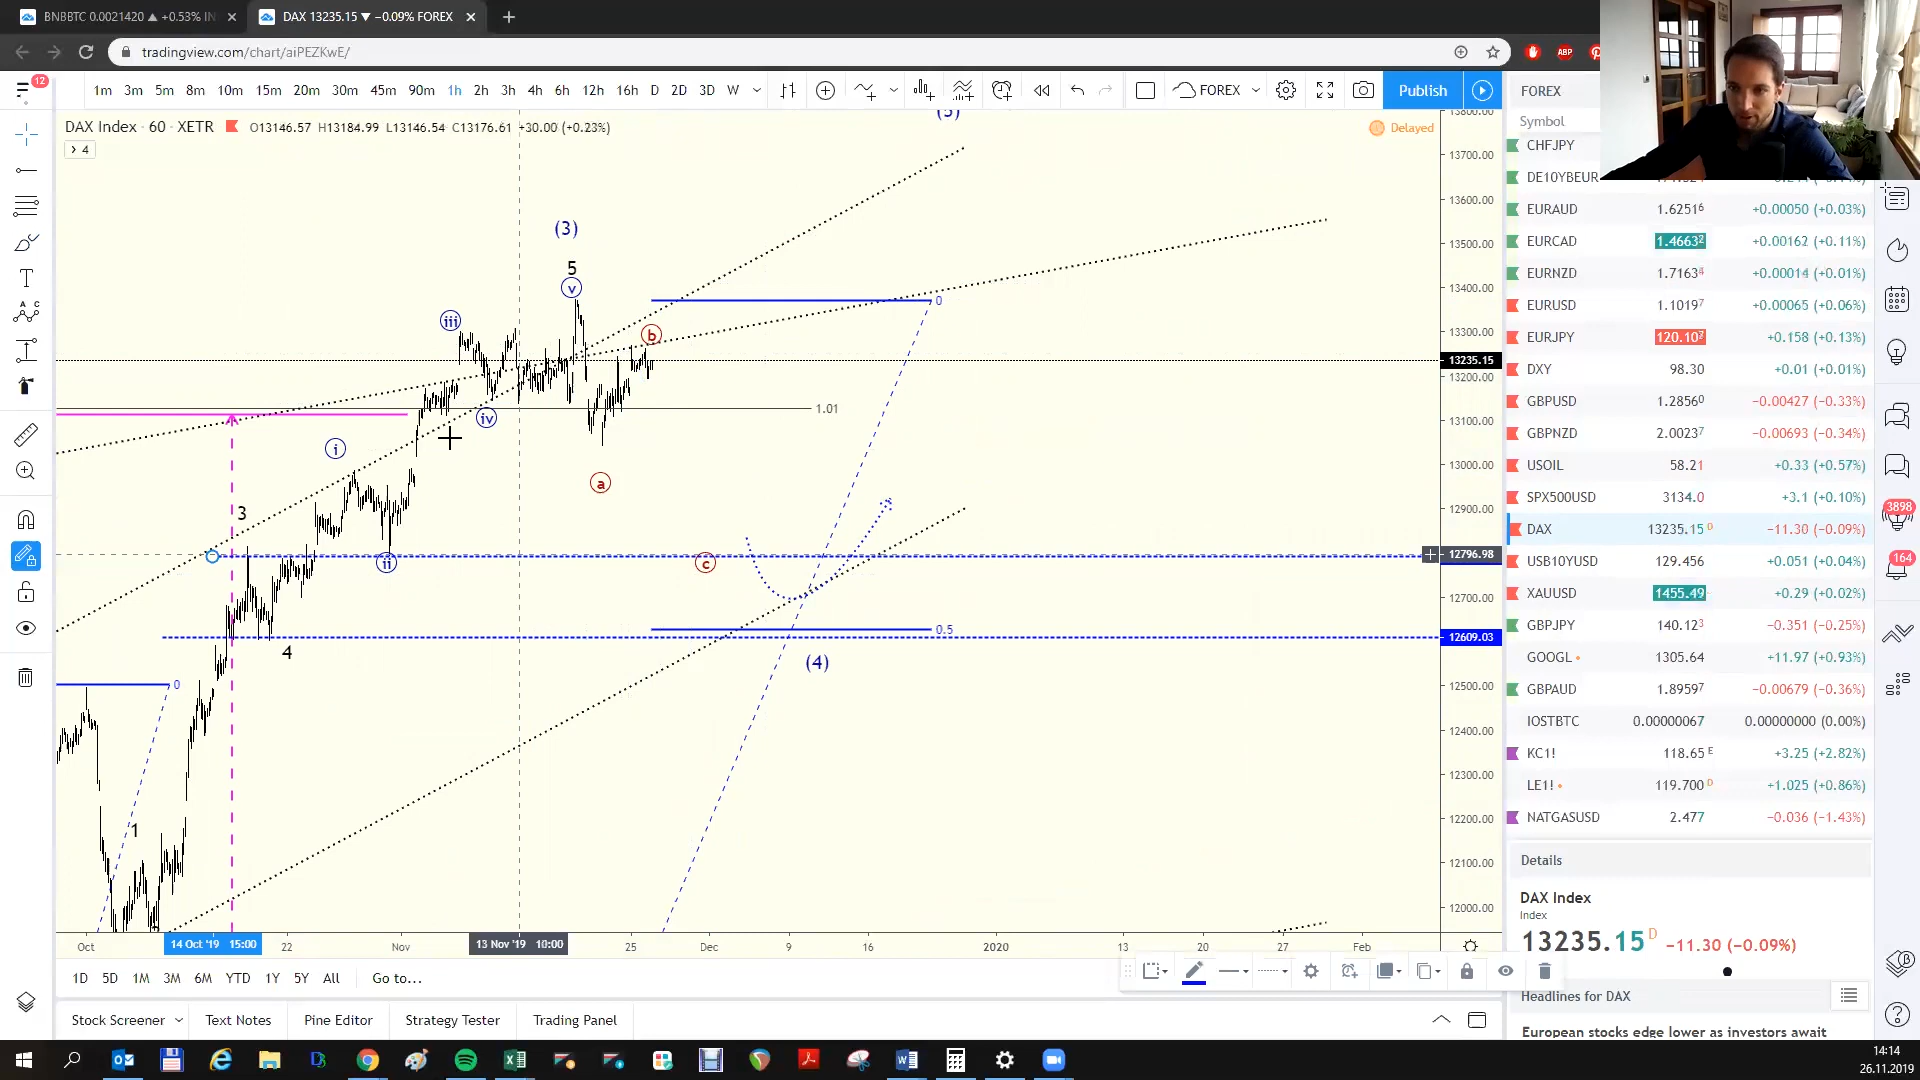 BNBBTC 0.0021420 ▲ +0.53% IN
DAX 13235.15 ▼ −0.09% FOREX
tradingview.com/chart/aiPEZKwE/
ABP
12
1m 3m 5m 8m 10m 15m 20m 30m 45m 90m 1h 2h 3h 4h 6h 12h 16h D 2D 3D W
FOREX
Publish
DAX Index · 60 · XETR O13146.57 H13184.99 L13146.54 C13176.61 +30.00 (+0.23%)
4
Delayed
(5)
(3)
5
v
iii
b
0
iv
1.01
i
a
3
ii
c
4
0.5
(4)
0
1
13800.00
13700.00
13600.00
13500.00
13400.00
13300.00
13235.15
13200.00
13100.00
13000.00
12900.00
12796.98
12700.00
12609.03
12500.00
12400.00
12300.00
12200.00
12100.00
12000.00
Oct 14 Oct '19 15:00 22 Nov 13 Nov '19 10:00 25 Dec 9 16 2020 13 20 27 Feb
1D 5D 1M 3M 6M YTD 1Y 5Y All Go to...
Stock Screener Text Notes Pine Editor Strategy Tester Trading Panel
FOREX
Symbol
CHFJPY
DE10YBEUR
EURAUD 1.62516 +0.00050 (+0.03%)
EURCAD 1.46632 +0.00162 (+0.11%)
EURNZD 1.71634 +0.00014 (+0.01%)
EURUSD 1.10197 +0.00065 (+0.06%)
EURJPY 120.102 +0.158 (+0.13%)
DXY 98.30 +0.01 (+0.01%)
GBPUSD 1.28560 −0.00427 (−0.33%)
GBPNZD 2.00237 −0.00693 (−0.34%)
USOIL 58.21 +0.33 (+0.57%)
SPX500USD 3134.0 +3.1 (+0.10%)
DAX 13235.15 D −11.30 (−0.09%)
USB10YUSD 129.456 +0.051 (+0.04%)
XAUUSD 1455.49 +0.29 (+0.02%)
GBPJPY 140.123 −0.351 (−0.25%)
GOOGL 1305.64 +11.97 (+0.93%)
GBPAUD 1.89597 −0.00679 (−0.36%)
IOSTBTC 0.00000067 0.00000000 (0.00%)
KC1! 118.65 E +3.25 (+2.82%)
LE1! 119.700 D +1.025 (+0.86%)
NATGASUSD 2.477 −0.036 (−1.43%)
3898
164
Details
DAX Index
Index
13235.15 D −11.30 (−0.09%)
Headlines for DAX
European stocks edge lower as investors await
14:14
26.11.2019